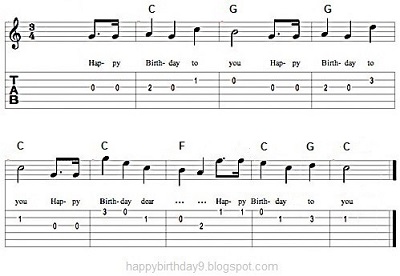 C G G
3
4
Hap- py Birth- day to you Hap- py Birth- day to
T 0 0 2 0 1 0 0 0 2 0 3
A
B
C C F C G C
you Hap- py Birth- day dear ... ... Hap- py Birth- day to you
1 0 0 3 0 1 0 2 1 1 0 1 3 1
happybirthday9.blogspot.com